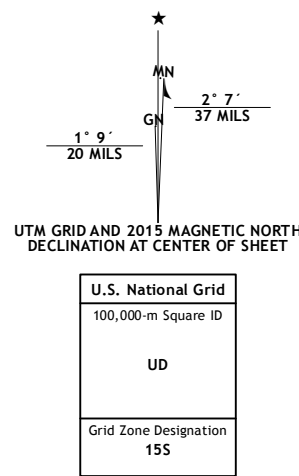 ★
MN
GN
2° 7´
37 MILS
1° 9´
20 MILS
UTM GRID AND 2015 MAGNETIC NORTH
DECLINATION AT CENTER OF SHEET
U.S. National Grid
100,000-m Square ID
UD
Grid Zone Designation
15S